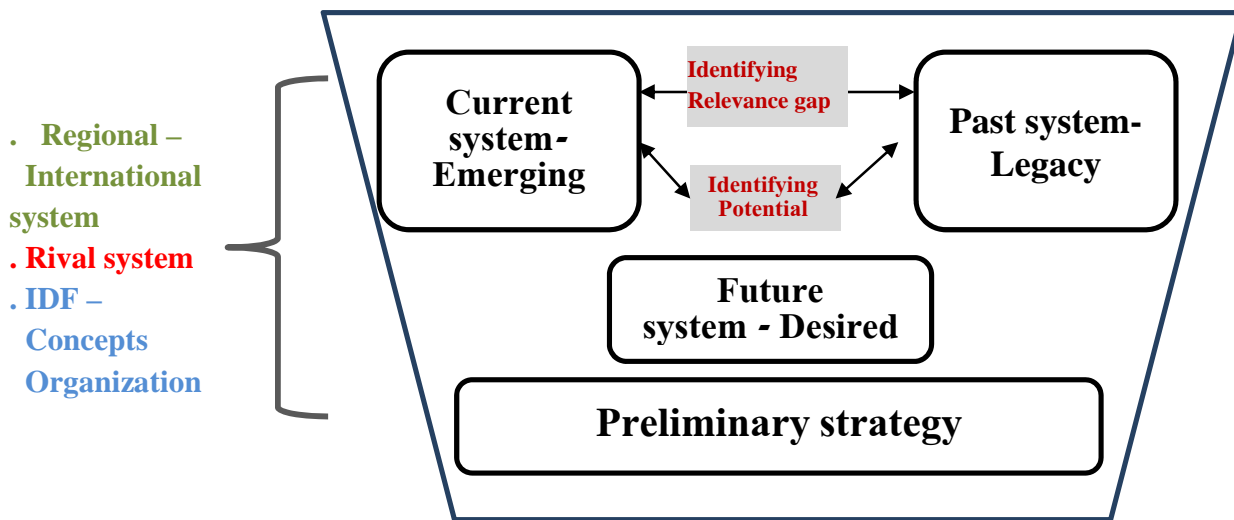 . Regional –
International
system
. Rival system
. IDF –
Concepts
Organization
Current
system-
Emerging
Identifying
Relevance gap
Past system-
Legacy
Identifying
Potential
Future
system - Desired
Preliminary strategy